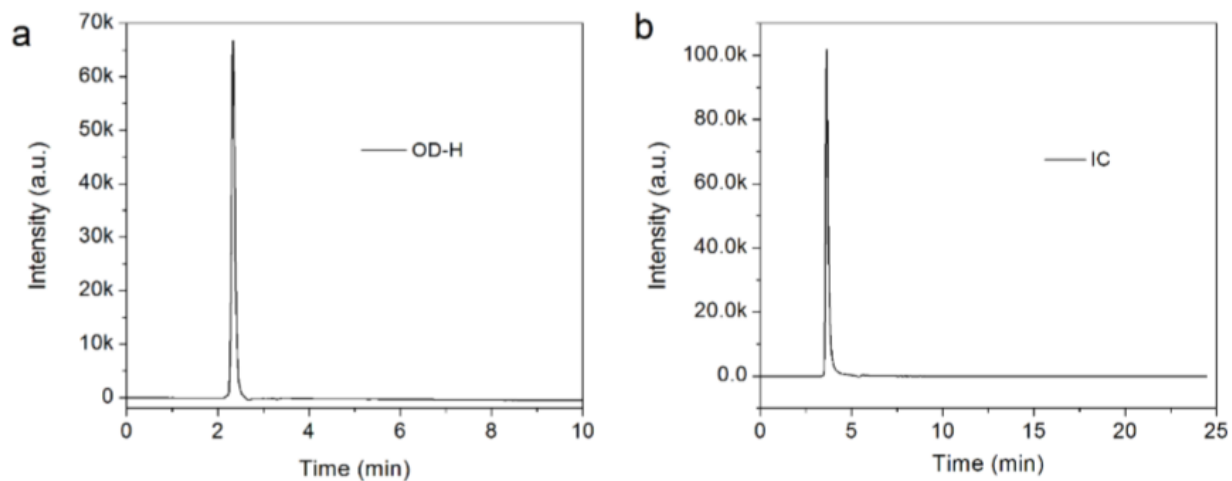 a
70k
60k
50k
40k
30k
20k
10k
0
Intensity (a.u.)
OD-H
0 2 4 6 8 10
Time (min)
b
100.0k
80.0k
60.0k
40.0k
20.0k
0.0
Intensity (a.u.)
IC
0 5 10 15 20 25
Time (min)